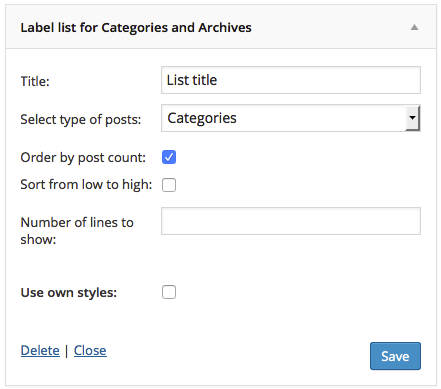 Label list for Categories and Archives
Title: List title
Select type of posts: Categories
Order by post count:
Sort from low to high:
Number of lines to
show:
Use own styles:
Delete | Close Save